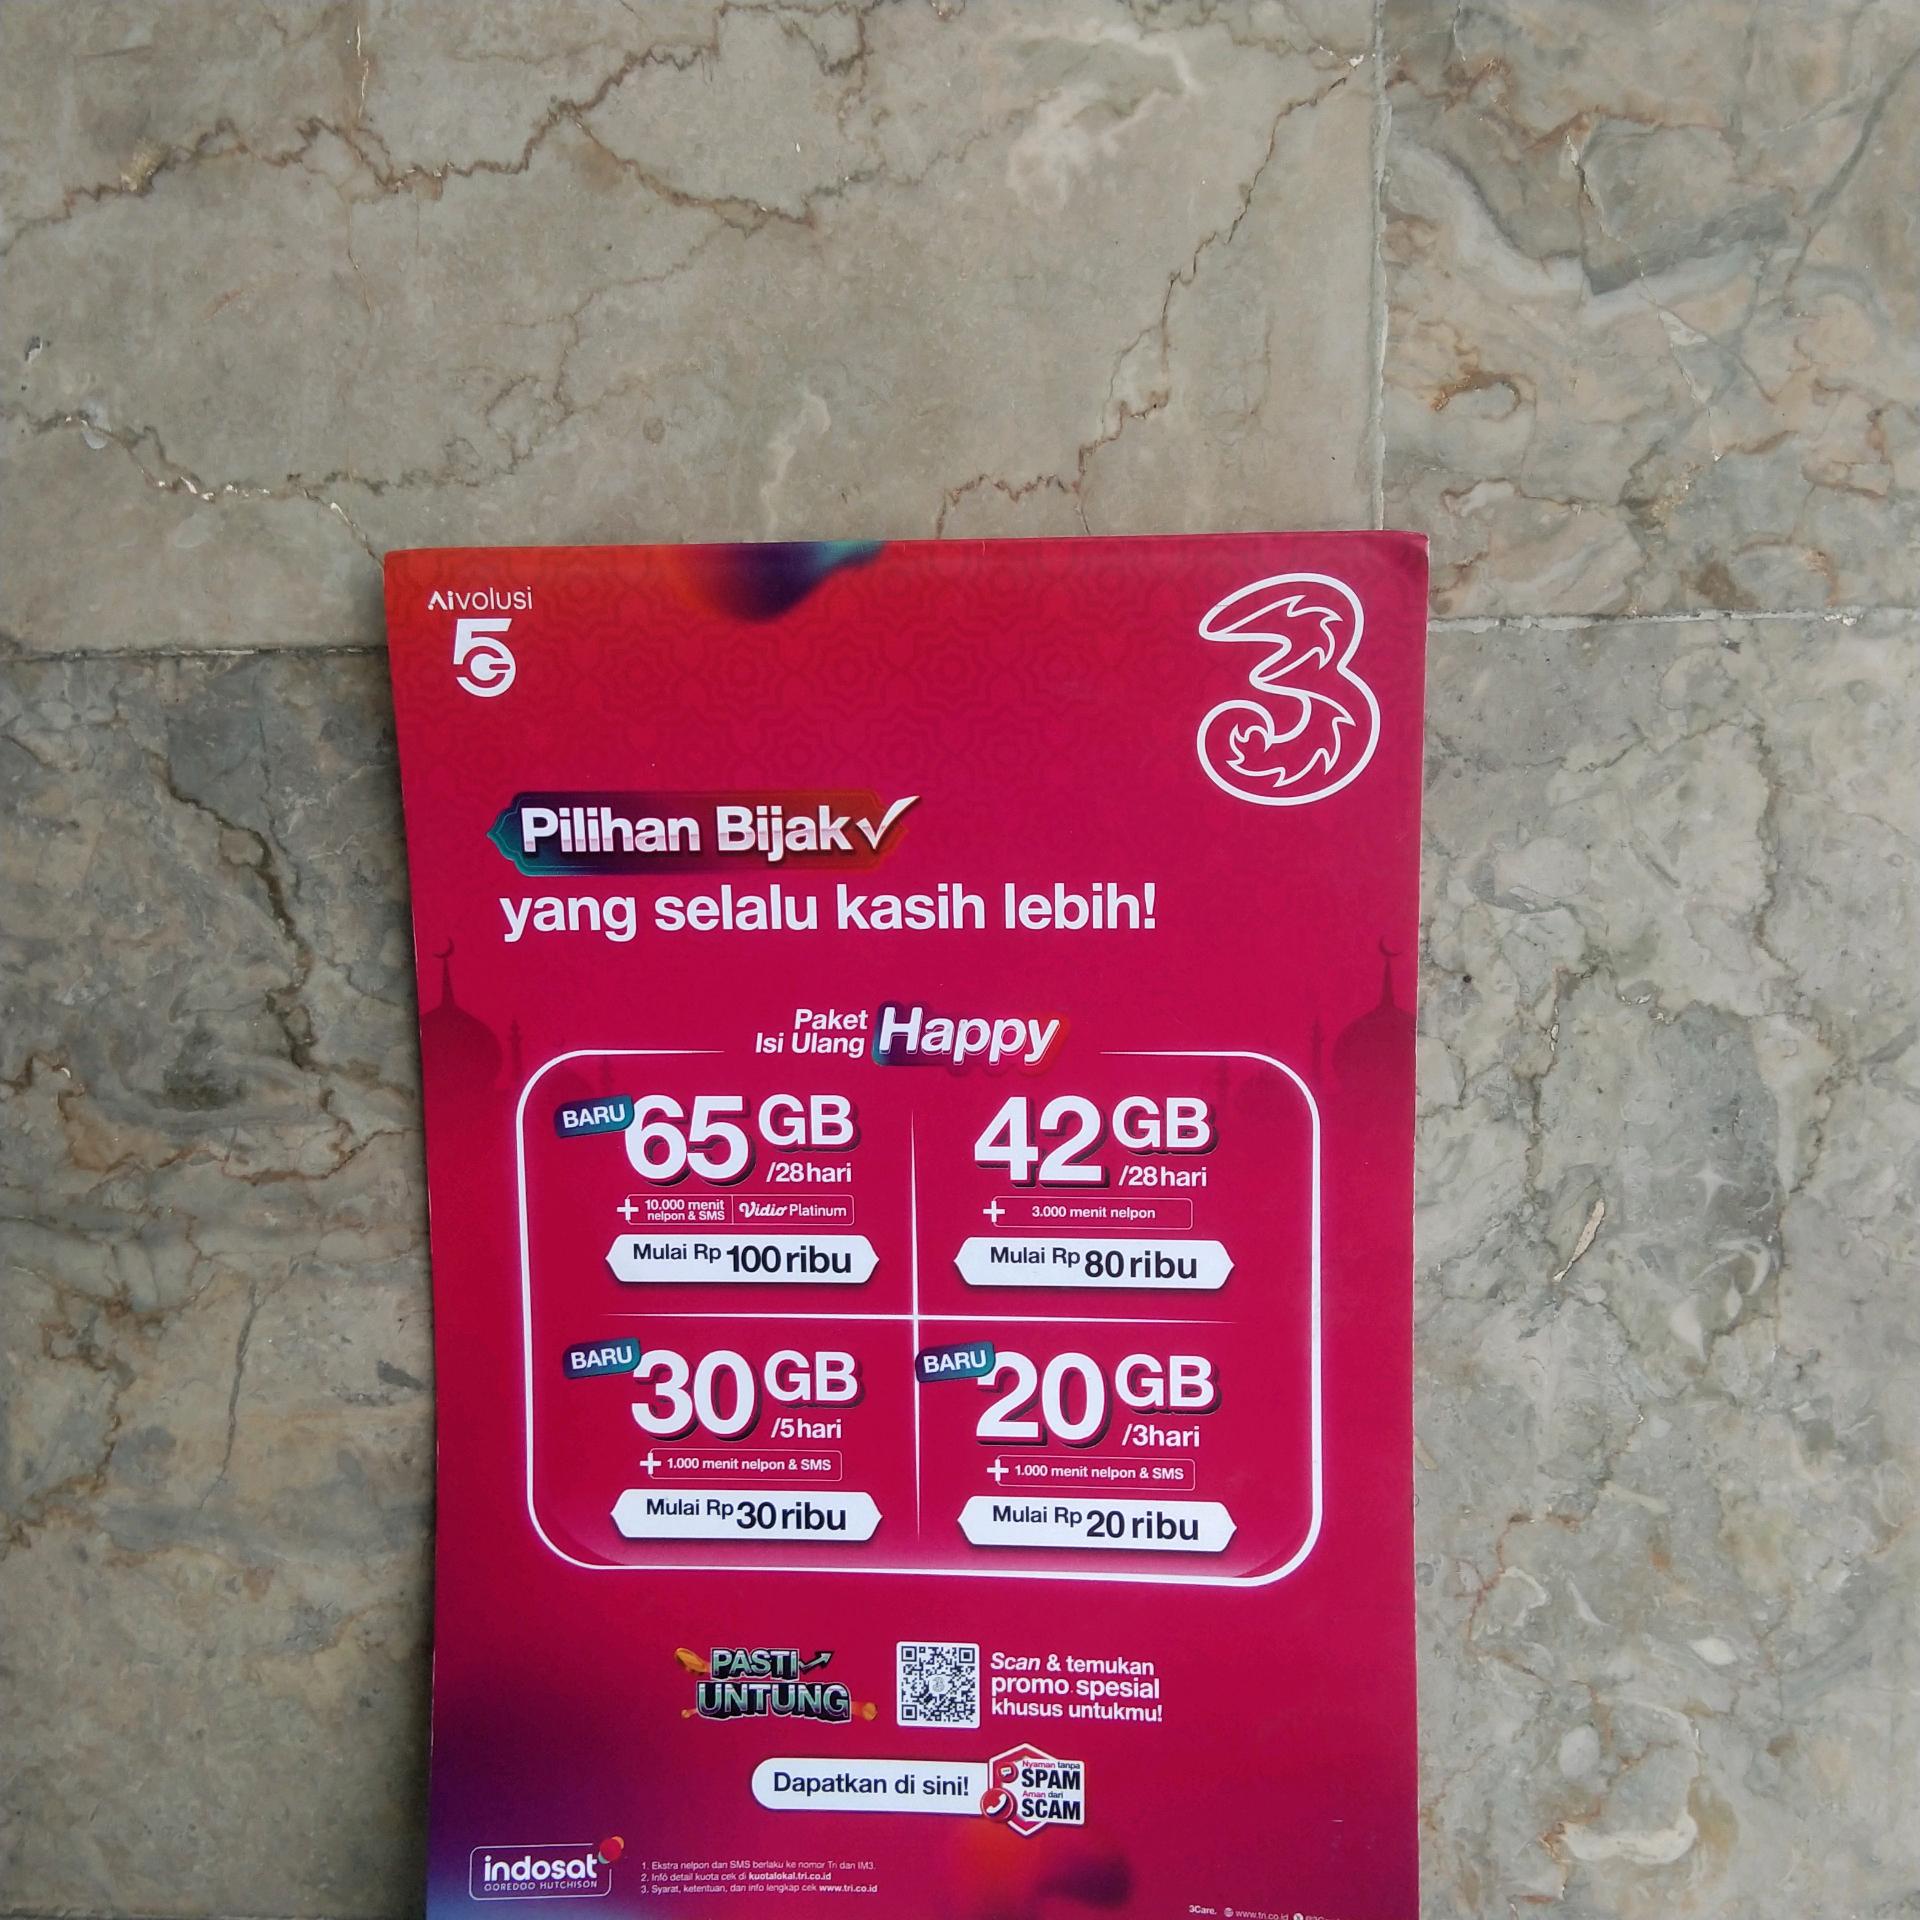 Aivolusi
5G
3
Pilihan Bijak
yang selalu kasih lebih!
Paket
Isi Ulang
Happy
BARU
65 GB
/28hari
+ 10.000 menit
nelpon & SMS
Vidio Platinum
Mulai Rp 100 ribu
42 GB
/28hari
+ 3.000 menit nelpon
Mulai Rp 80 ribu
BARU
30 GB
/5hari
+ 1.000 menit nelpon & SMS
Mulai Rp 30 ribu
BARU
20 GB
/3hari
+ 1.000 menit nelpon & SMS
Mulai Rp 20 ribu
PASTI
UNTUNG
Scan & temukan
promo spesial
khusus untukmu!
Dapatkan di sini!
Nyaman tanpa
SPAM
Aman dari
SCAM
indosat
OOREDOO HUTCHISON
1. Ekstra nelpon dan SMS berlaku ke nomor Tri dan IM3.
2. Info detail kuota cek di kuotalokal.tri.co.id
3. Syarat, ketentuan, dan info lengkap cek www.tri.co.id
3Care.
www.tri.co.id